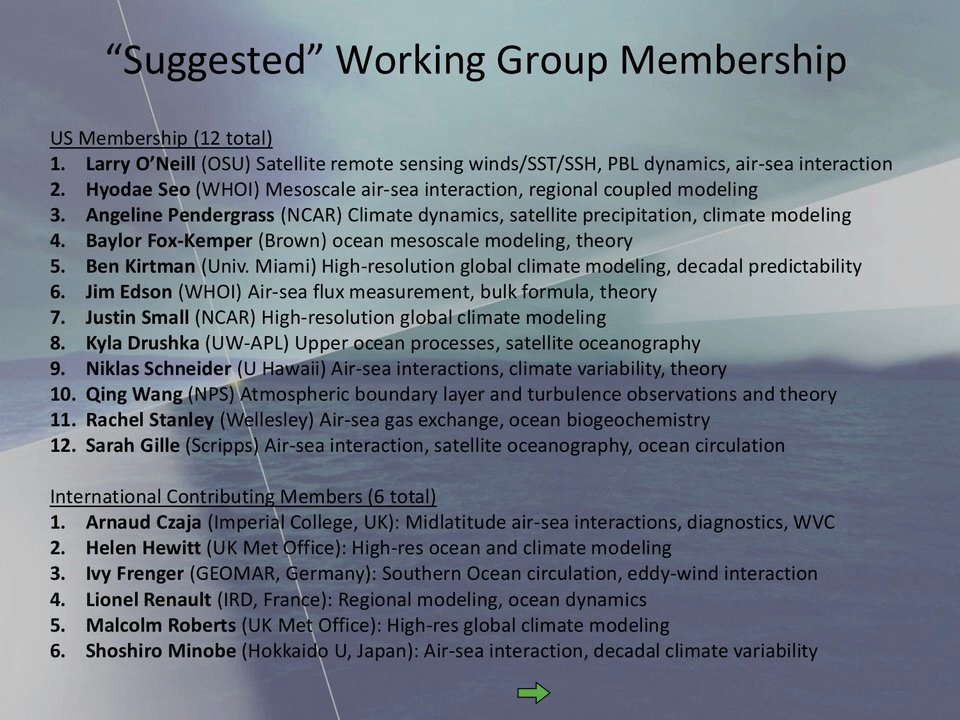 “Suggested” Working Group Membership
US Membership (12 total)
1. Larry O’Neill (OSU) Satellite remote sensing winds/SST/SSH, PBL dynamics, air-sea interaction
2. Hyodae Seo (WHOI) Mesoscale air-sea interaction, regional coupled modeling
3. Angeline Pendergrass (NCAR) Climate dynamics, satellite precipitation, climate modeling
4. Baylor Fox-Kemper (Brown) ocean mesoscale modeling, theory
5. Ben Kirtman (Univ. Miami) High-resolution global climate modeling, decadal predictability
6. Jim Edson (WHOI) Air-sea flux measurement, bulk formula, theory
7. Justin Small (NCAR) High-resolution global climate modeling
8. Kyla Drushka (UW-APL) Upper ocean processes, satellite oceanography
9. Niklas Schneider (U Hawaii) Air-sea interactions, climate variability, theory
10. Qing Wang (NPS) Atmospheric boundary layer and turbulence observations and theory
11. Rachel Stanley (Wellesley) Air-sea gas exchange, ocean biogeochemistry
12. Sarah Gille (Scripps) Air-sea interaction, satellite oceanography, ocean circulation
International Contributing Members (6 total)
1. Arnaud Czaja (Imperial College, UK): Midlatitude air-sea interactions, diagnostics, WVC
2. Helen Hewitt (UK Met Office): High-res ocean and climate modeling
3. Ivy Frenger (GEOMAR, Germany): Southern Ocean circulation, eddy-wind interaction
4. Lionel Renault (IRD, France): Regional modeling, ocean dynamics
5. Malcolm Roberts (UK Met Office): High-res global climate modeling
6. Shoshiro Minobe (Hokkaido U, Japan): Air-sea interaction, decadal climate variability